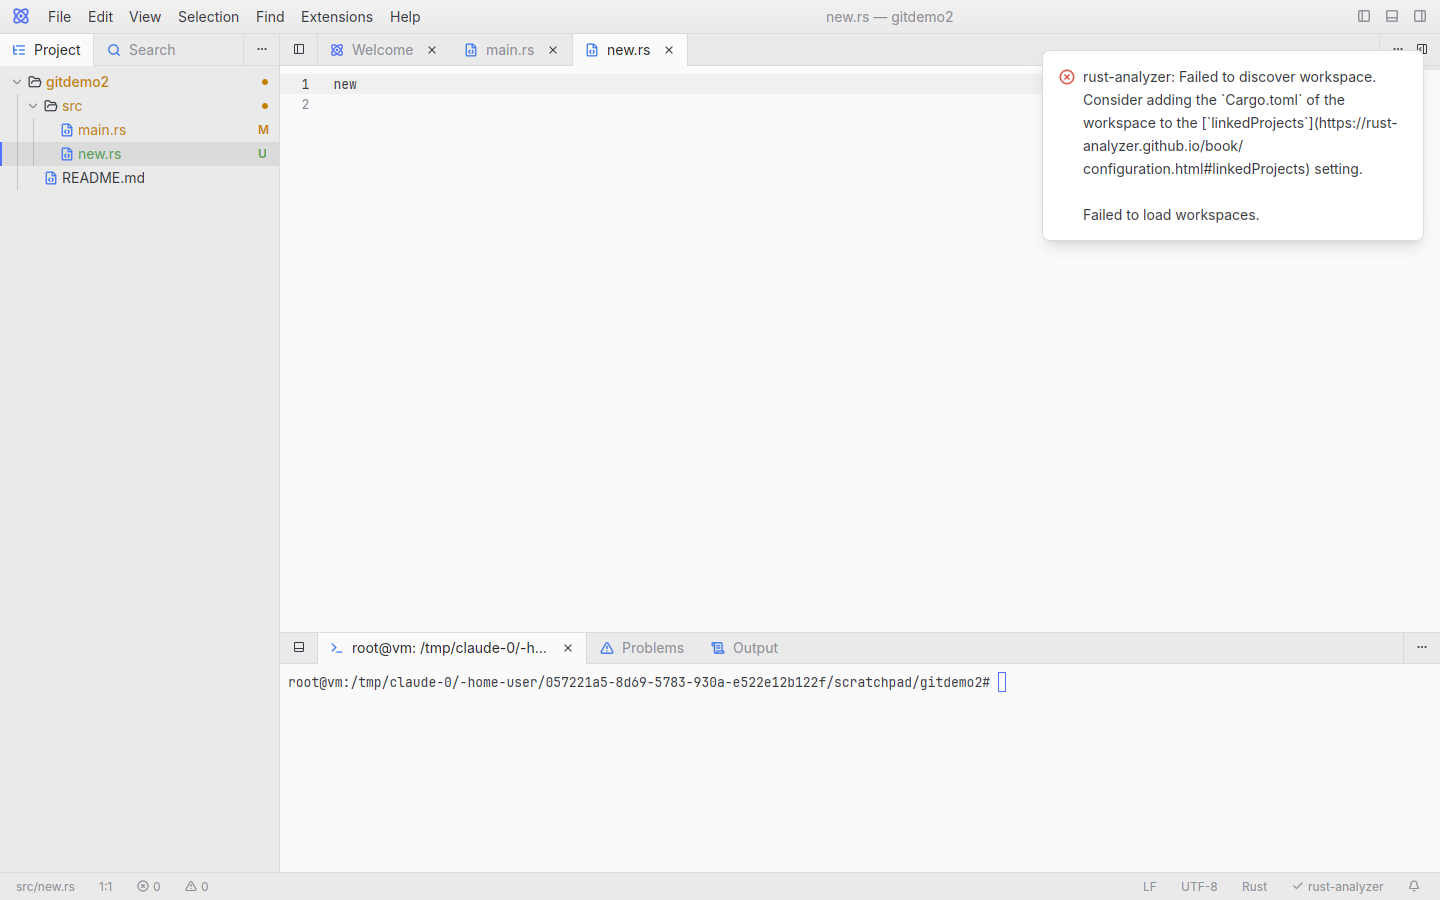 File Edit View Selection Find Extensions Help
new.rs — gitdemo2
Project Search
Welcome main.rs new.rs
gitdemo2
src
main.rs M
new.rs U
README.md
1 new
2
rust-analyzer: Failed to discover workspace.
Consider adding the `Cargo.toml` of the
workspace to the [`linkedProjects`](https://rust-
analyzer.github.io/book/
configuration.html#linkedProjects) setting.
Failed to load workspaces.
root@vm: /tmp/claude-0/-h... Problems Output
root@vm:/tmp/claude-0/-home-user/057221a5-8d69-5783-930a-e522e12b122f/scratchpad/gitdemo2#
src/new.rs 1:1 0 0 LF UTF-8 Rust rust-analyzer